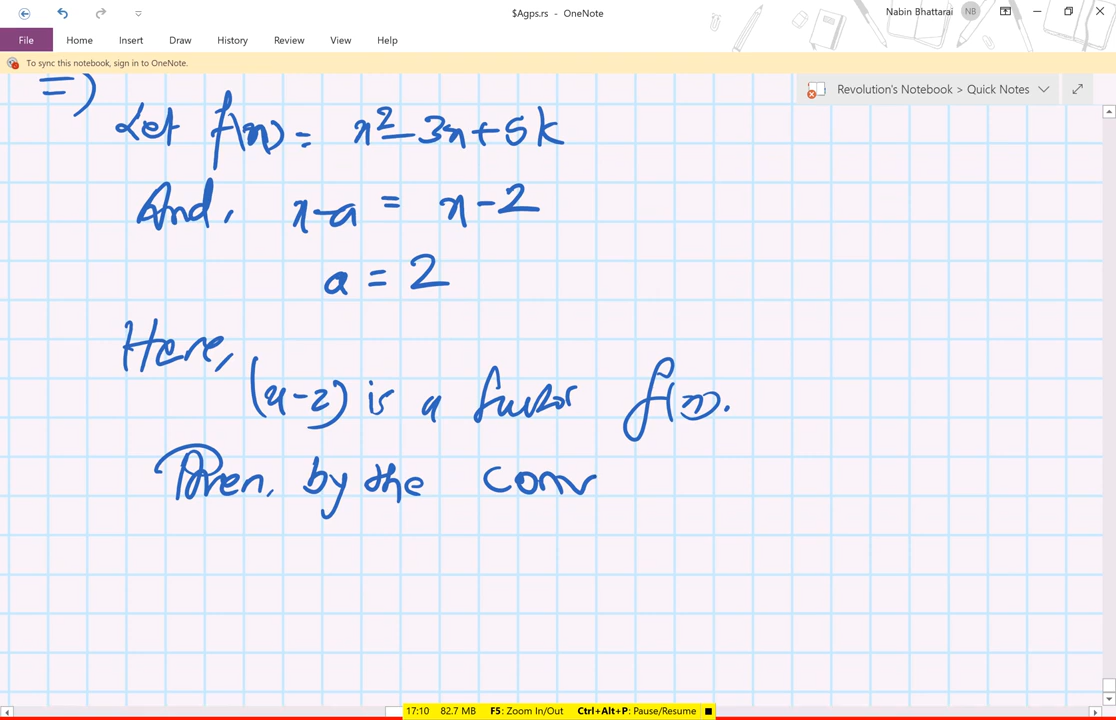 $Agps.rs - OneNote
Nabin Bhattarai NB
File Home Insert Draw History Review View Help
To sync this notebook, sign in to OneNote.
Revolution's Notebook > Quick Notes
=)
Let f(x) = x² - 3x + 5k
And, x-a = x-2
a = 2
Here,
(x-2) is a factor f(x).
Then, by the conv
17:10 82.7 MB F5: Zoom In/Out Ctrl+Alt+P: Pause/Resume